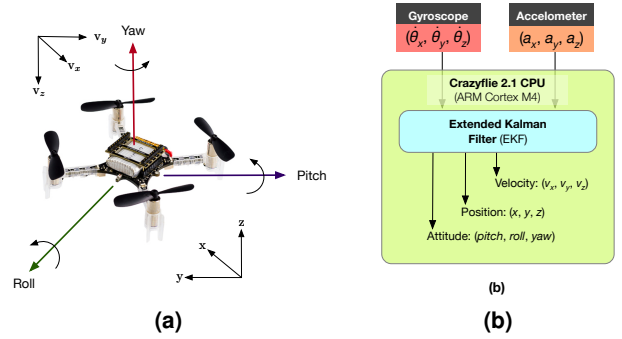 Yaw
v_y
v_x
v_z
Pitch
Roll
z
x
y
(a)
Gyroscope
(θ̇_x, θ̇_y, θ̇_z)
Accelerometer
(a_x, a_y, a_z)
Crazyflie 2.1 CPU
(ARM Cortex M4)
Extended Kalman
Filter (EKF)
Velocity: (v_x, v_y, v_z)
Position: (x, y, z)
Attitude: (pitch, roll, yaw)
(b)
(b)